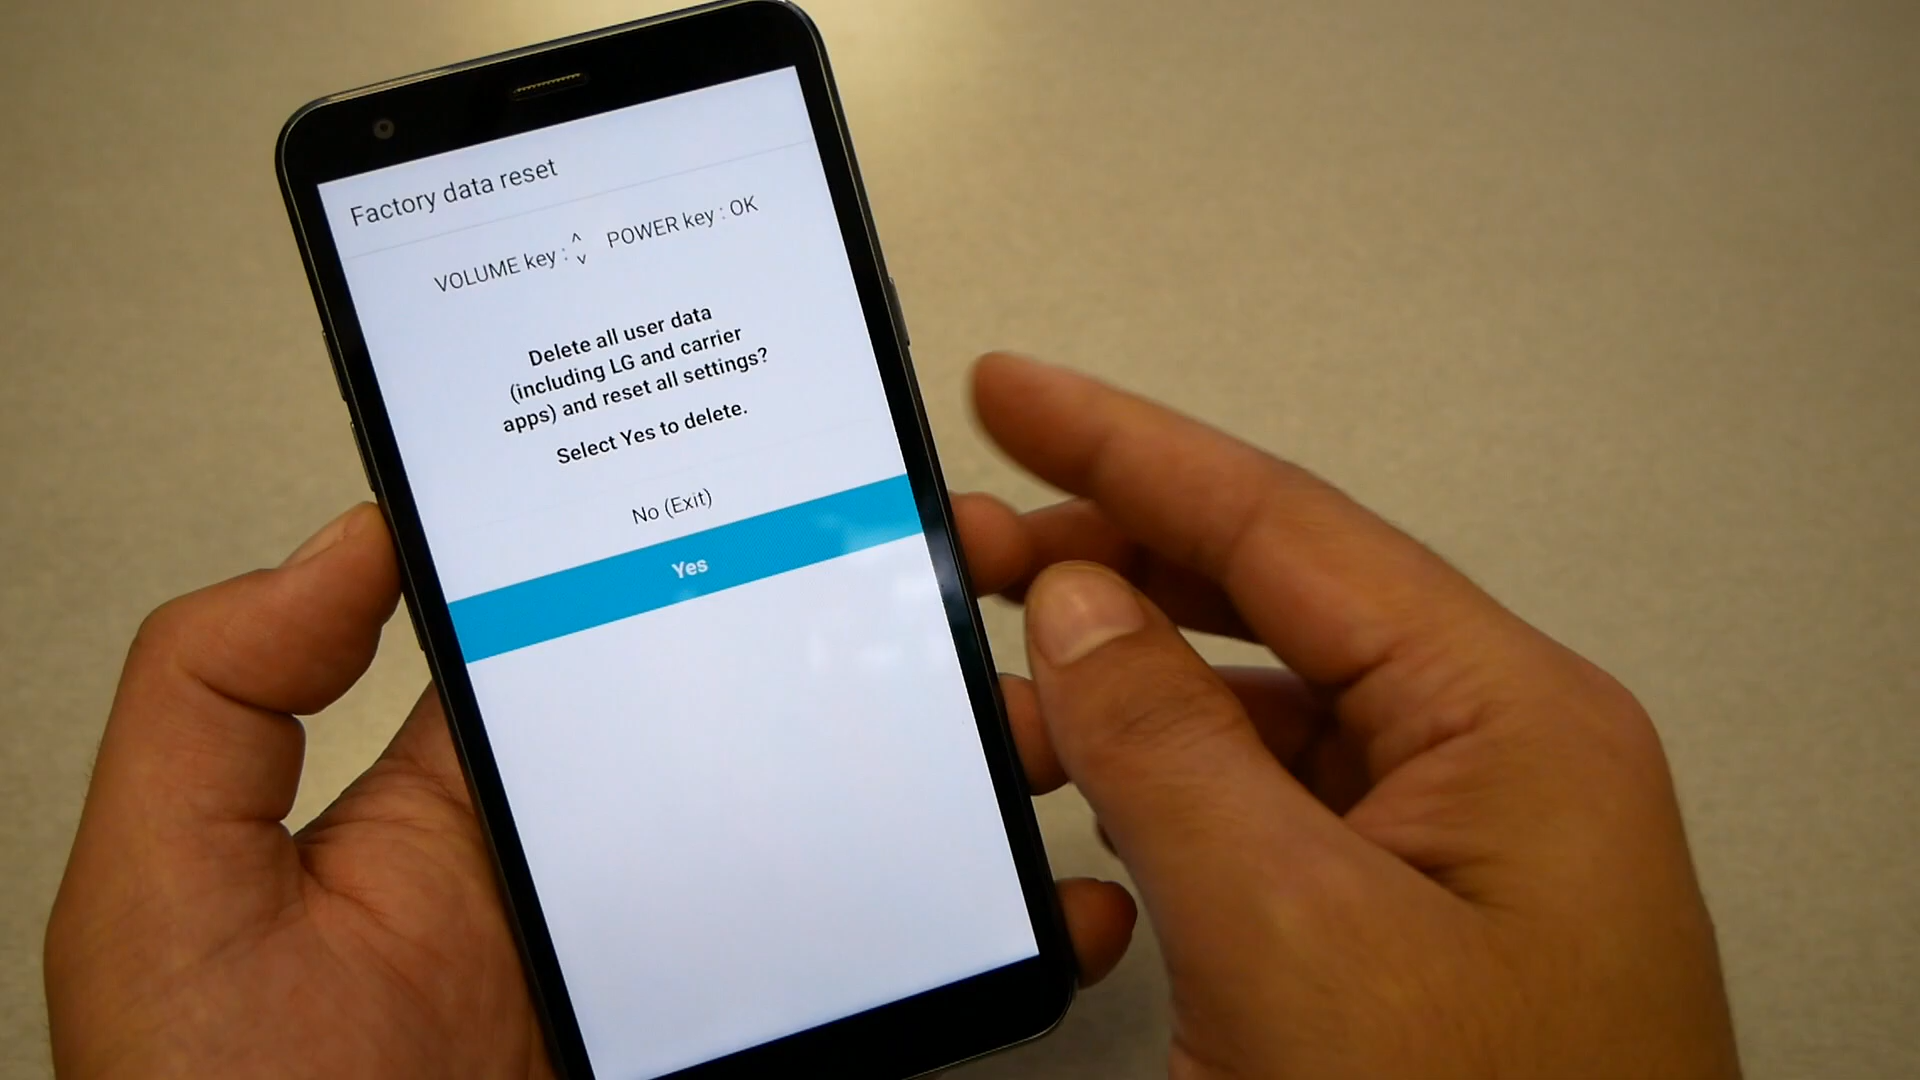 Factory data reset
VOLUME key : ^ v POWER key : OK
Delete all user data
(including LG and carrier
apps) and reset all settings?
Select Yes to delete.
No (Exit)
Yes